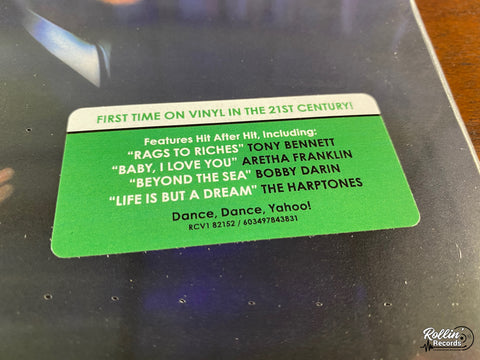 FIRST TIME ON VINYL IN THE 21ST CENTURY!
Features Hit After Hit, Including:
“RAGS TO RICHES” TONY BENNETT
“BABY, I LOVE YOU” ARETHA FRANKLIN
“BEYOND THE SEA” BOBBY DARIN
“LIFE IS BUT A DREAM” THE HARPTONES
Dance, Dance, Yahoo!
RCV1 82152 / 603497843831
Rollin
Records